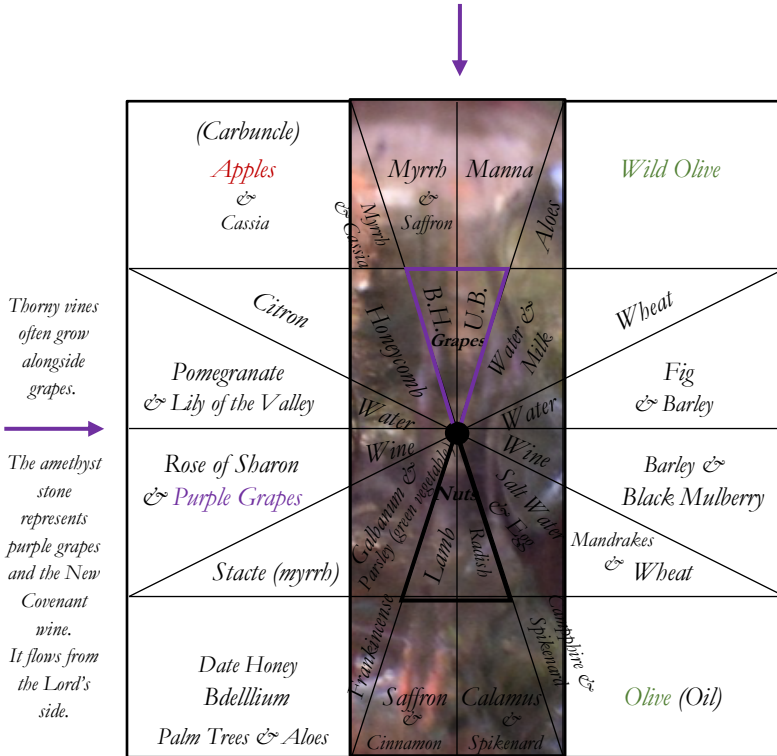 (Carbuncle)
Apples
&
Cassia
Myrrh
& Cassia
Myrrh
&
Saffron
Manna
Aloes
Wild Olive
Thorny vines
often grow
alongside
grapes.
Citron
Pomegranate
& Lily of the Valley
Honeycomb
Water
B.H.
U.B.
Grapes
Water &
Milk
Water
Wheat
Fig
& Barley
The amethyst
stone
represents
purple grapes
and the New
Covenant
wine.
It flows from
the Lord's
side.
Rose of Sharon
& Purple Grapes
Stacte (myrrh)
Wine
Galbanum &
Parsley (green vegetable)
Nuts
Lamb
Radish
Salt Water
& Egg
Wine
Barley &
Black Mulberry
Mandrakes
&
Wheat
Date Honey
Bdelllium
Palm Trees & Aloes
Frankincense
Saffron
&
Cinnamon
Calamus
&
Spikenard
Campphire &
Spikenard
Olive (Oil)